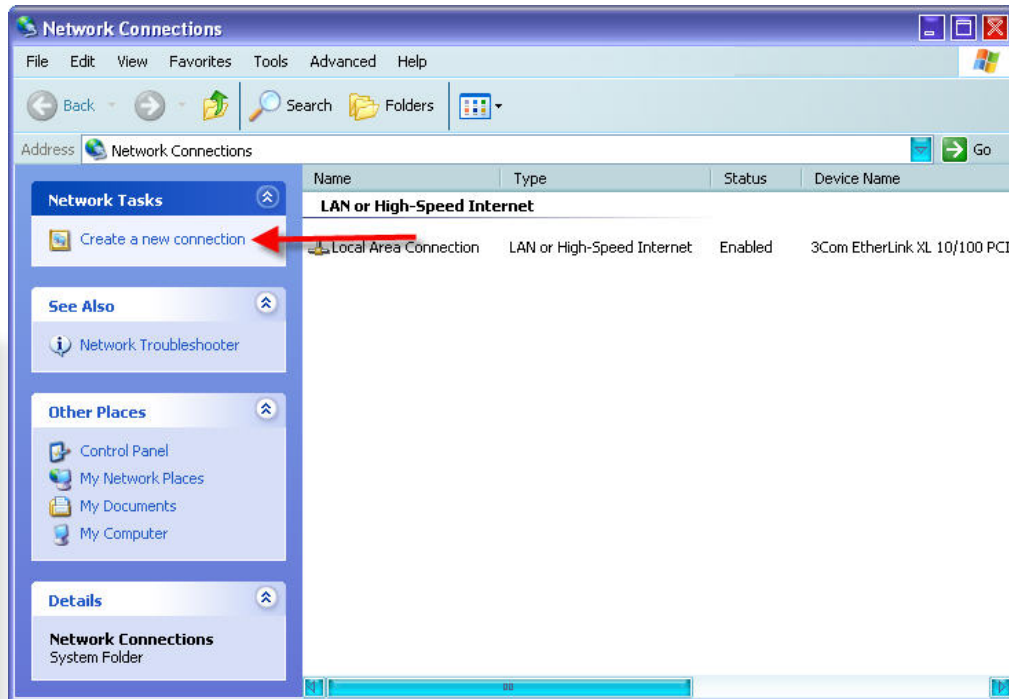 Network Connections
File Edit View Favorites Tools Advanced Help
Back Search Folders
Address Network Connections Go
Network Tasks
Create a new connection
See Also
Network Troubleshooter
Other Places
Control Panel
My Network Places
My Documents
My Computer
Details
Network Connections
System Folder
Name Type Status Device Name
LAN or High-Speed Internet
Local Area Connection LAN or High-Speed Internet Enabled 3Com EtherLink XL 10/100 PCI